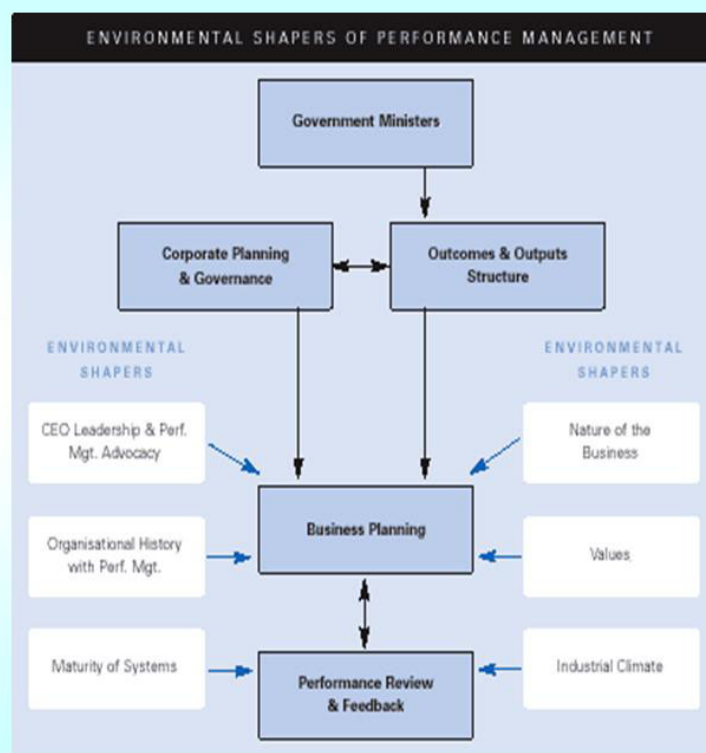 ENVIRONMENTAL SHAPERS OF PERFORMANCE MANAGEMENT
Government Ministers
Corporate Planning
& Governance
Outcomes & Outputs
Structure
ENVIRONMENTAL
SHAPERS
ENVIRONMENTAL
SHAPERS
CEO Leadership & Perf.
Mgt. Advocacy
Nature of the
Business
Business Planning
Organisational History
with Perf. Mgt.
Values
Maturity of Systems
Performance Review
& Feedback
Industrial Climate